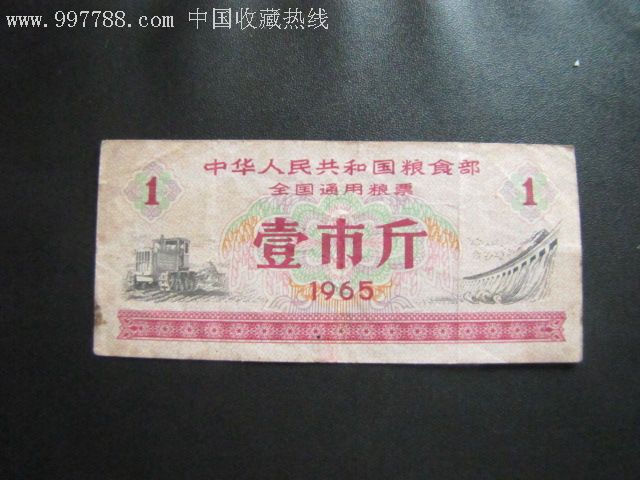 www.997788.com 中国收藏热线
中华人民共和国粮食部
全国通用粮票
1 1
壹市斤
1965